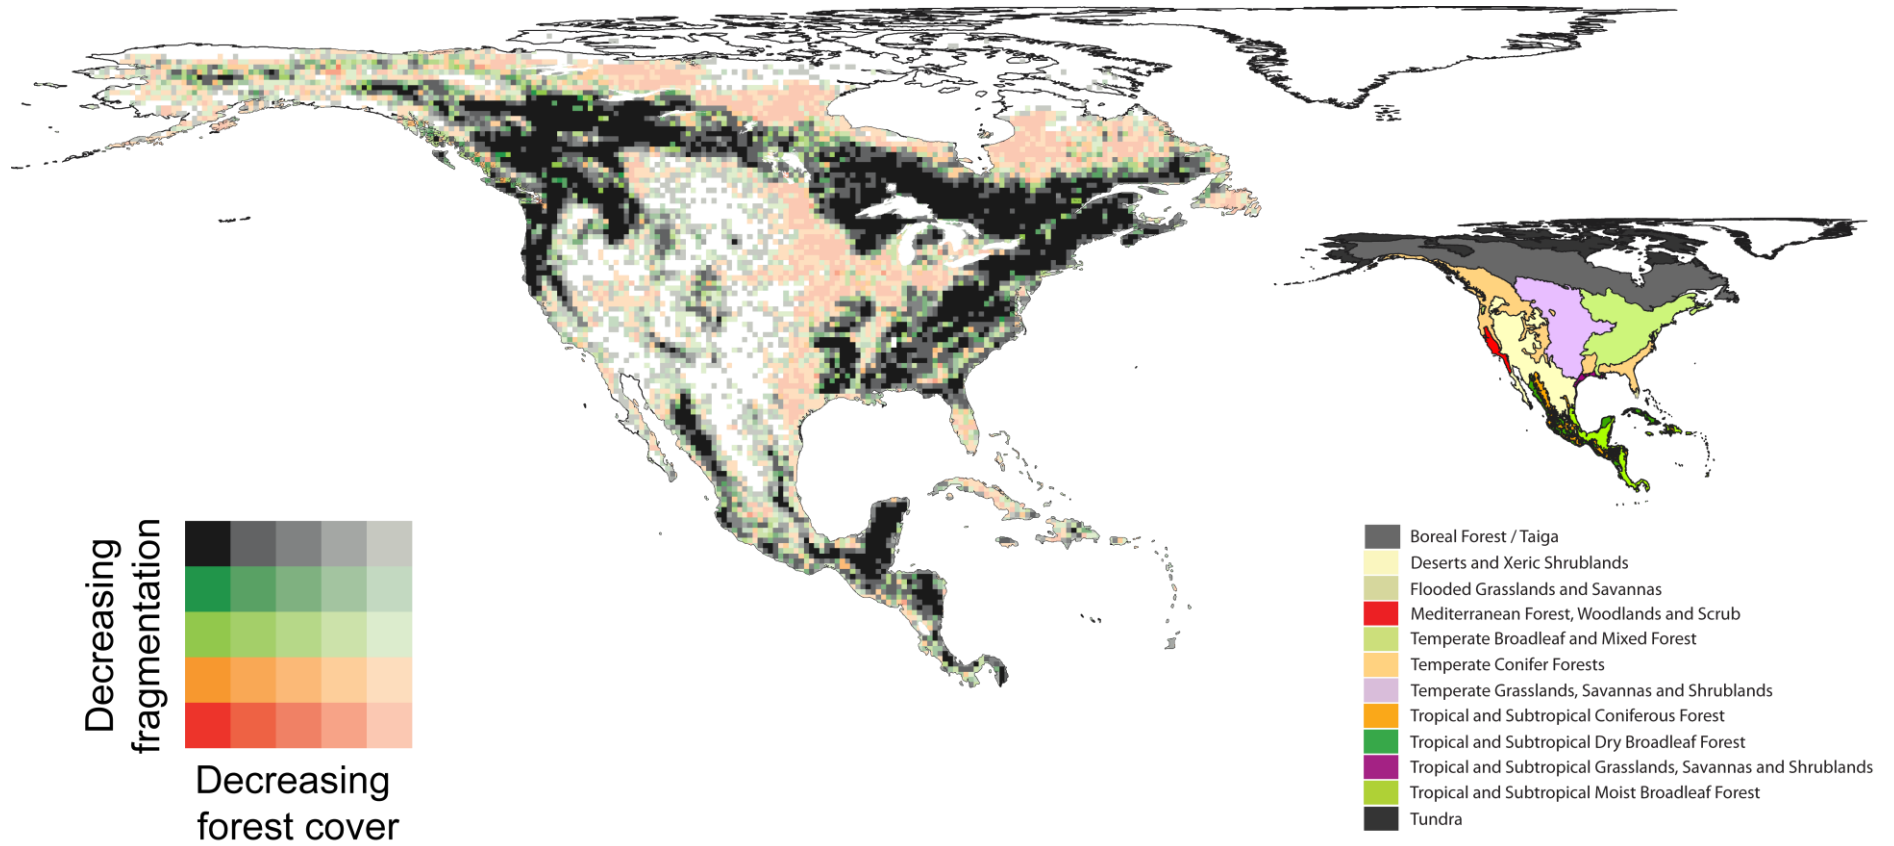 Decreasing
fragmentation
Decreasing
forest cover
Boreal Forest / Taiga
Deserts and Xeric Shrublands
Flooded Grasslands and Savannas
Mediterranean Forest, Woodlands and Scrub
Temperate Broadleaf and Mixed Forest
Temperate Conifer Forests
Temperate Grasslands, Savannas and Shrublands
Tropical and Subtropical Coniferous Forest
Tropical and Subtropical Dry Broadleaf Forest
Tropical and Subtropical Grasslands, Savannas and Shrublands
Tropical and Subtropical Moist Broadleaf Forest
Tundra